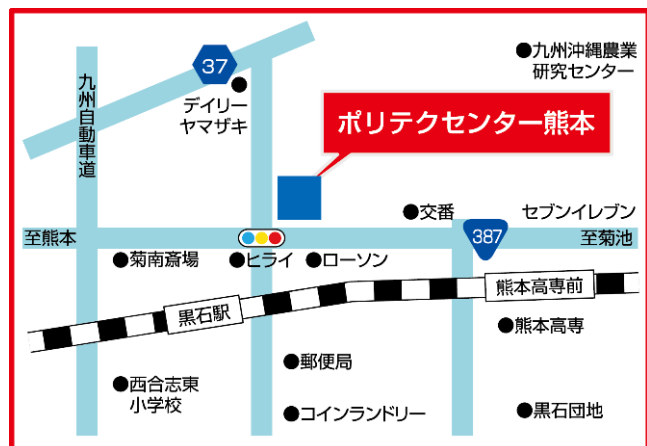 九州自動車道
37
デイリー
ヤマザキ
●九州沖縄農業
研究センター
ポリテクセンター熊本
●交番
セブンイレブン
至熊本
387
至菊池
●菊南斎場
●ヒライ
●ローソン
黒石駅
熊本高専前
●熊本高専
●郵便局
●西合志東
小学校
●コインランドリー
●黒石団地